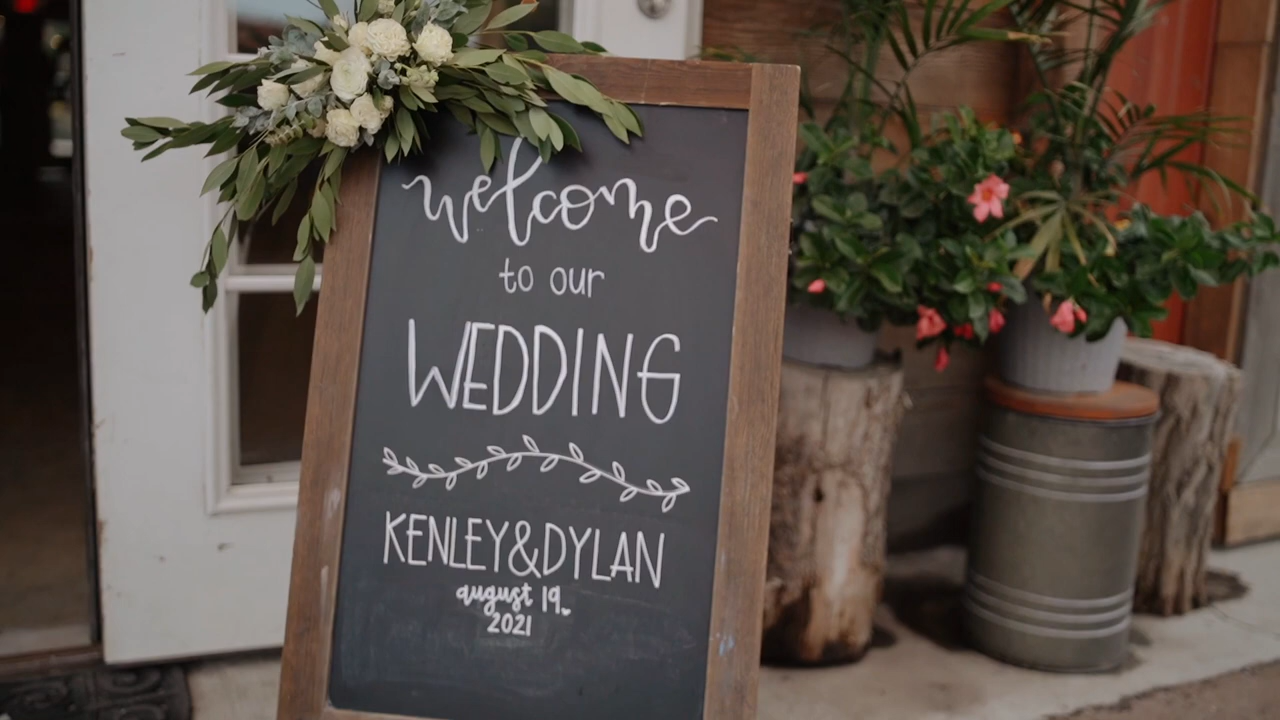 welcome
to our
WEDDING
KENLEY&DYLAN
august 19.
2021